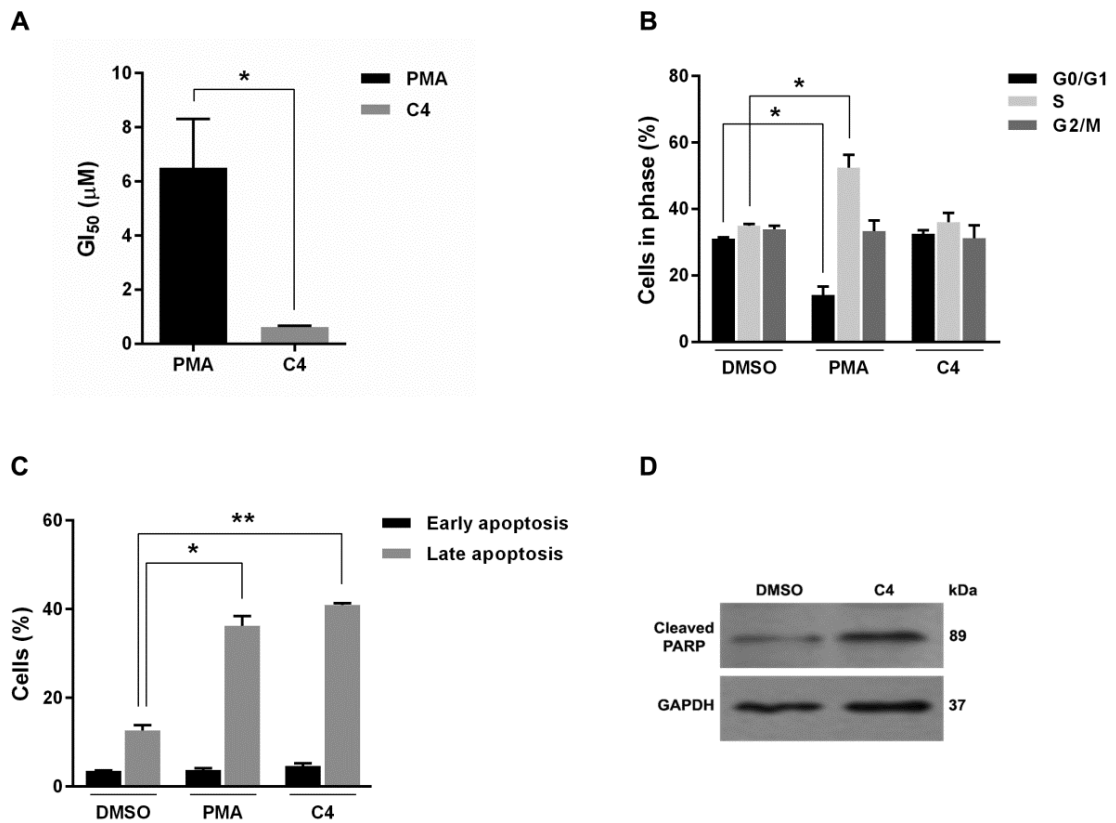 A
10
8
6
4
2
0
GI₅₀ (μM)
*
PMA
C4
PMA
C4
B
80
60
40
20
0
Cells in phase (%)
*
*
G0/G1
S
G2/M
DMSO
PMA
C4
C
60
40
20
0
Cells (%)
**
*
Early apoptosis
Late apoptosis
DMSO
PMA
C4
D
DMSO C4 kDa
Cleaved
PARP 89
GAPDH 37